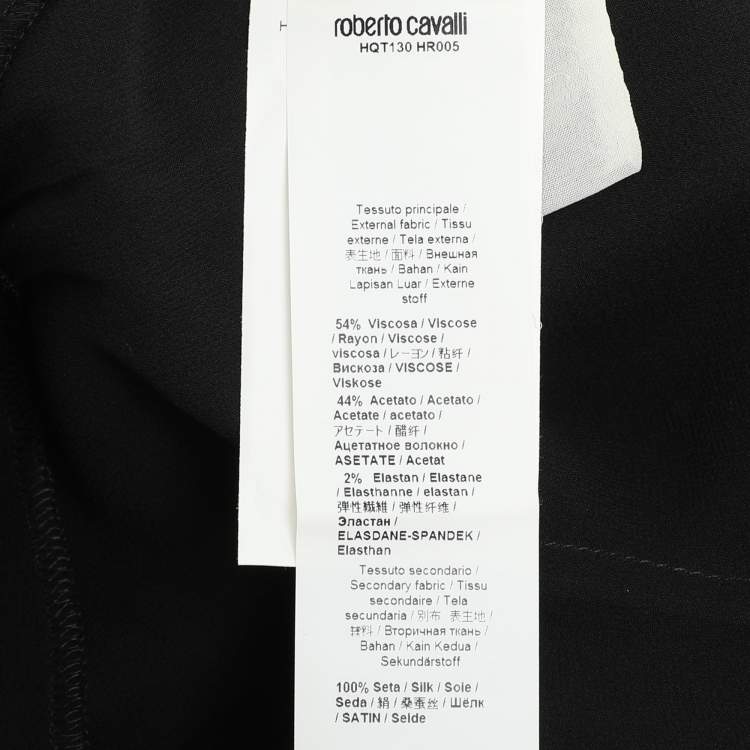 roberto cavalli
HQT130 HR005
Tessuto principale /
External fabric / Tissu
externe / Tela externa /
表生地 / 面料 / Внешная
ткань / Bahan / Kain
Lapisan Luar / Externe
stoff
54% Viscosa / Viscose
/ Rayon / Viscose /
viscosa / レーヨン / 粘纤 /
Вискоза / VISCOSE /
Viskose
44% Acetato / Acetato /
Acetate / acetato /
アセテート / 醋纤 /
Ацетатное волокно /
ASETATE / Acetat
2% Elastan / Elastane
/ Elasthanne / elastan /
弾性繊維 / 弹性纤维 /
Эластан /
ELASDANE-SPANDEK /
Elasthan
Tessuto secondario /
Secondary fabric / Tissu
secondaire / Tela
secundaria / 别布 表生地 /
辅料 / Вторичная ткань /
Bahan / Kain Kedua /
Sekundärstoff
100% Seta / Silk / Soie /
Seda / 絹 / 桑蚕丝 / Шёлк
/ SATIN / Seide